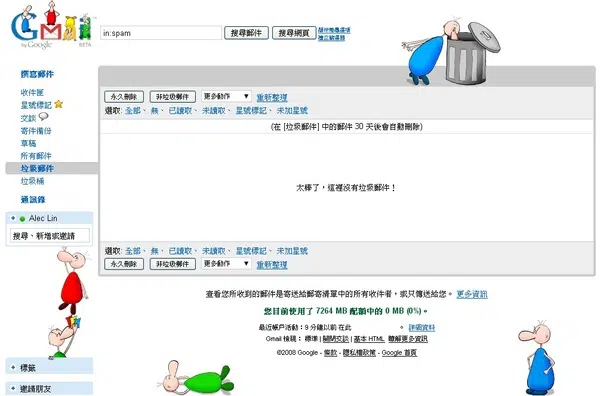 GMail
by Google BETA
in:spam 搜尋郵件 搜尋網頁 顯示搜尋選項
建立篩選器
撰寫郵件
收件匣
星號標記
交談
寄件備份
草稿
所有郵件
垃圾郵件
垃圾桶
通訊錄
Alec Lin
搜尋、新增或邀請
標籤
邀請朋友
永久刪除 非垃圾郵件 更多動作 重新整理
選取: 全部、 無、 已讀取、 未讀取、 星號標記、 未加星號
(在 [垃圾郵件] 中的郵件 30 天後會自動刪除)
太棒了，這裡沒有垃圾郵件！
選取: 全部、 無、 已讀取、 未讀取、 星號標記、 未加星號
永久刪除 非垃圾郵件 更多動作 重新整理
查看您所收到的郵件是寄送給郵寄清單中的所有收件者，或只傳送給您。 更多資訊
您目前使用了 7264 MB 配額中的 0 MB (0%)。
最近帳戶活動：9 分鐘以前 在此 。 詳細資料
Gmail 檢視： 標準 | 關閉交談 | 基本 HTML 瞭解更多資訊
©2008 Google - 條款 - 隱私權政策 - Google 首頁